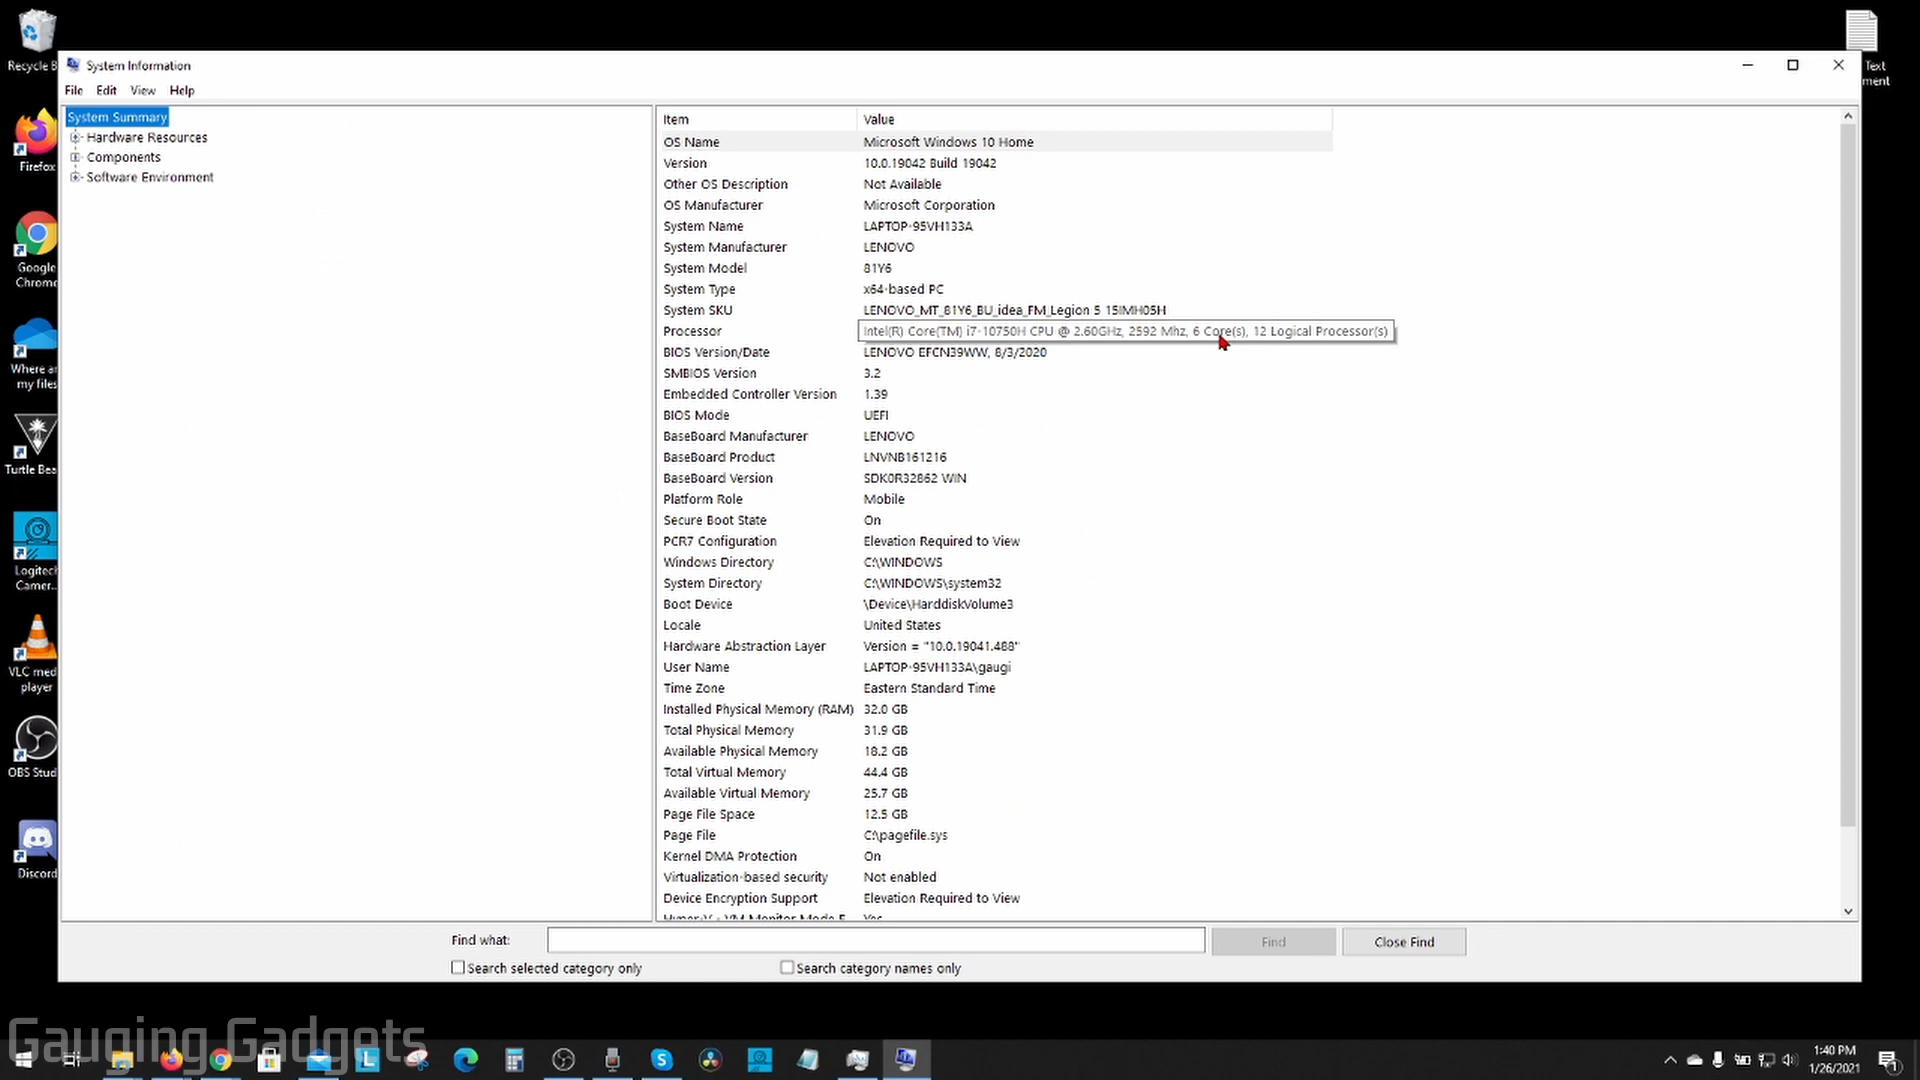 Recycle B
Text
ment
System Information
File Edit View Help
System Summary
Hardware Resources
Components
Software Environment
Item Value
OS Name Microsoft Windows 10 Home
Version 10.0.19042 Build 19042
Other OS Description Not Available
OS Manufacturer Microsoft Corporation
System Name LAPTOP-95VH133A
System Manufacturer LENOVO
System Model 81Y6
System Type x64-based PC
System SKU LENOVO_MT_81Y6_BU_idea_FM_Legion 5 15IMH05H
Processor Intel(R) Core(TM) i7-10750H CPU @ 2.60GHz, 2592 Mhz, 6 Core(s), 12 Logical Processor(s)
BIOS Version/Date LENOVO EFCN39WW, 8/3/2020
SMBIOS Version 3.2
Embedded Controller Version 1.39
BIOS Mode UEFI
BaseBoard Manufacturer LENOVO
BaseBoard Product LNVNB161216
BaseBoard Version SDK0R32862 WIN
Platform Role Mobile
Secure Boot State On
PCR7 Configuration Elevation Required to View
Windows Directory C:\WINDOWS
System Directory C:\WINDOWS\system32
Boot Device \Device\HarddiskVolume3
Locale United States
Hardware Abstraction Layer Version = "10.0.19041.488"
User Name LAPTOP-95VH133A\gaugi
Time Zone Eastern Standard Time
Installed Physical Memory (RAM) 32.0 GB
Total Physical Memory 31.9 GB
Available Physical Memory 18.2 GB
Total Virtual Memory 44.4 GB
Available Virtual Memory 25.7 GB
Page File Space 12.5 GB
Page File C:\pagefile.sys
Kernel DMA Protection On
Virtualization-based security Not enabled
Device Encryption Support Elevation Required to View
Hyper-V - VM Monitor Mode E Yes
Find what: Find Close Find
Search selected category only Search category names only
Firefox
Google
Chrome
Where ar
my files
Turtle Bea
Logitech
Camer...
VLC med
player
OBS Stud
Discord
Gauging Gadgets
1:40 PM
1/26/2021